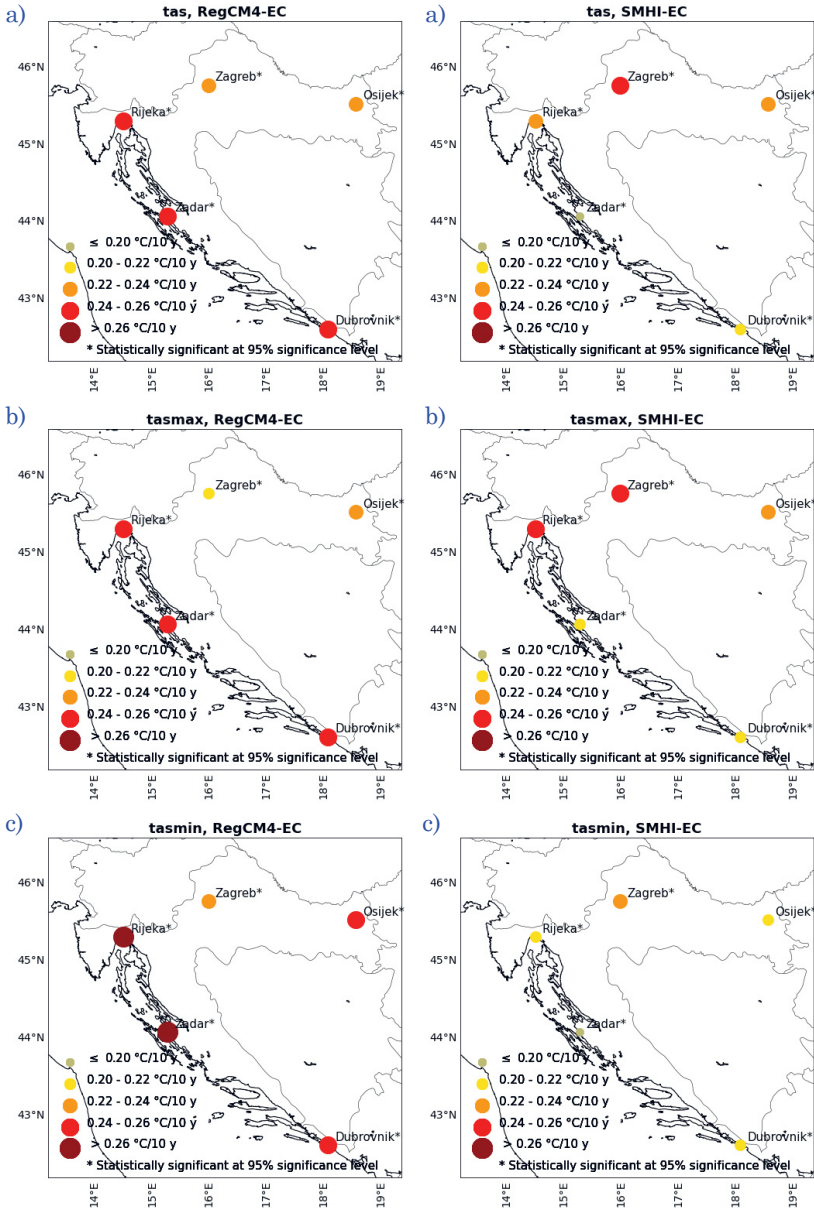 a)
tas, RegCM4-EC
46°N
45°N
44°N
43°N
Zagreb*
Osijek*
Rijeka*
Zadar*
Dubrovnik*
≤ 0.20 °C/10 y
0.20 - 0.22 °C/10 y
0.22 - 0.24 °C/10 y
0.24 - 0.26 °C/10 y
> 0.26 °C/10 y
* Statistically significant at 95% significance level
14°E
15°E
16°E
17°E
18°E
19°E
a)
tas, SMHI-EC
46°N
45°N
44°N
43°N
Zagreb*
Osijek*
Rijeka*
Zadar*
Dubrovnik*
≤ 0.20 °C/10 y
0.20 - 0.22 °C/10 y
0.22 - 0.24 °C/10 y
0.24 - 0.26 °C/10 y
> 0.26 °C/10 y
* Statistically significant at 95% significance level
14°E
15°E
16°E
17°E
18°E
19°E
b)
tasmax, RegCM4-EC
46°N
45°N
44°N
43°N
Zagreb*
Osijek*
Rijeka*
Zadar*
Dubrovnik*
≤ 0.20 °C/10 y
0.20 - 0.22 °C/10 y
0.22 - 0.24 °C/10 y
0.24 - 0.26 °C/10 y
> 0.26 °C/10 y
* Statistically significant at 95% significance level
14°E
15°E
16°E
17°E
18°E
19°E
b)
tasmax, SMHI-EC
46°N
45°N
44°N
43°N
Zagreb*
Osijek*
Rijeka*
Zadar*
Dubrovnik*
≤ 0.20 °C/10 y
0.20 - 0.22 °C/10 y
0.22 - 0.24 °C/10 y
0.24 - 0.26 °C/10 y
> 0.26 °C/10 y
* Statistically significant at 95% significance level
14°E
15°E
16°E
17°E
18°E
19°E
c)
tasmin, RegCM4-EC
46°N
45°N
44°N
43°N
Zagreb*
Osijek*
Rijeka*
Zadar*
Dubrovnik*
≤ 0.20 °C/10 y
0.20 - 0.22 °C/10 y
0.22 - 0.24 °C/10 y
0.24 - 0.26 °C/10 y
> 0.26 °C/10 y
* Statistically significant at 95% significance level
14°E
15°E
16°E
17°E
18°E
19°E
c)
tasmin, SMHI-EC
46°N
45°N
44°N
43°N
Zagreb*
Osijek*
Rijeka*
Zadar*
Dubrovnik*
≤ 0.20 °C/10 y
0.20 - 0.22 °C/10 y
0.22 - 0.24 °C/10 y
0.24 - 0.26 °C/10 y
> 0.26 °C/10 y
* Statistically significant at 95% significance level
14°E
15°E
16°E
17°E
18°E
19°E